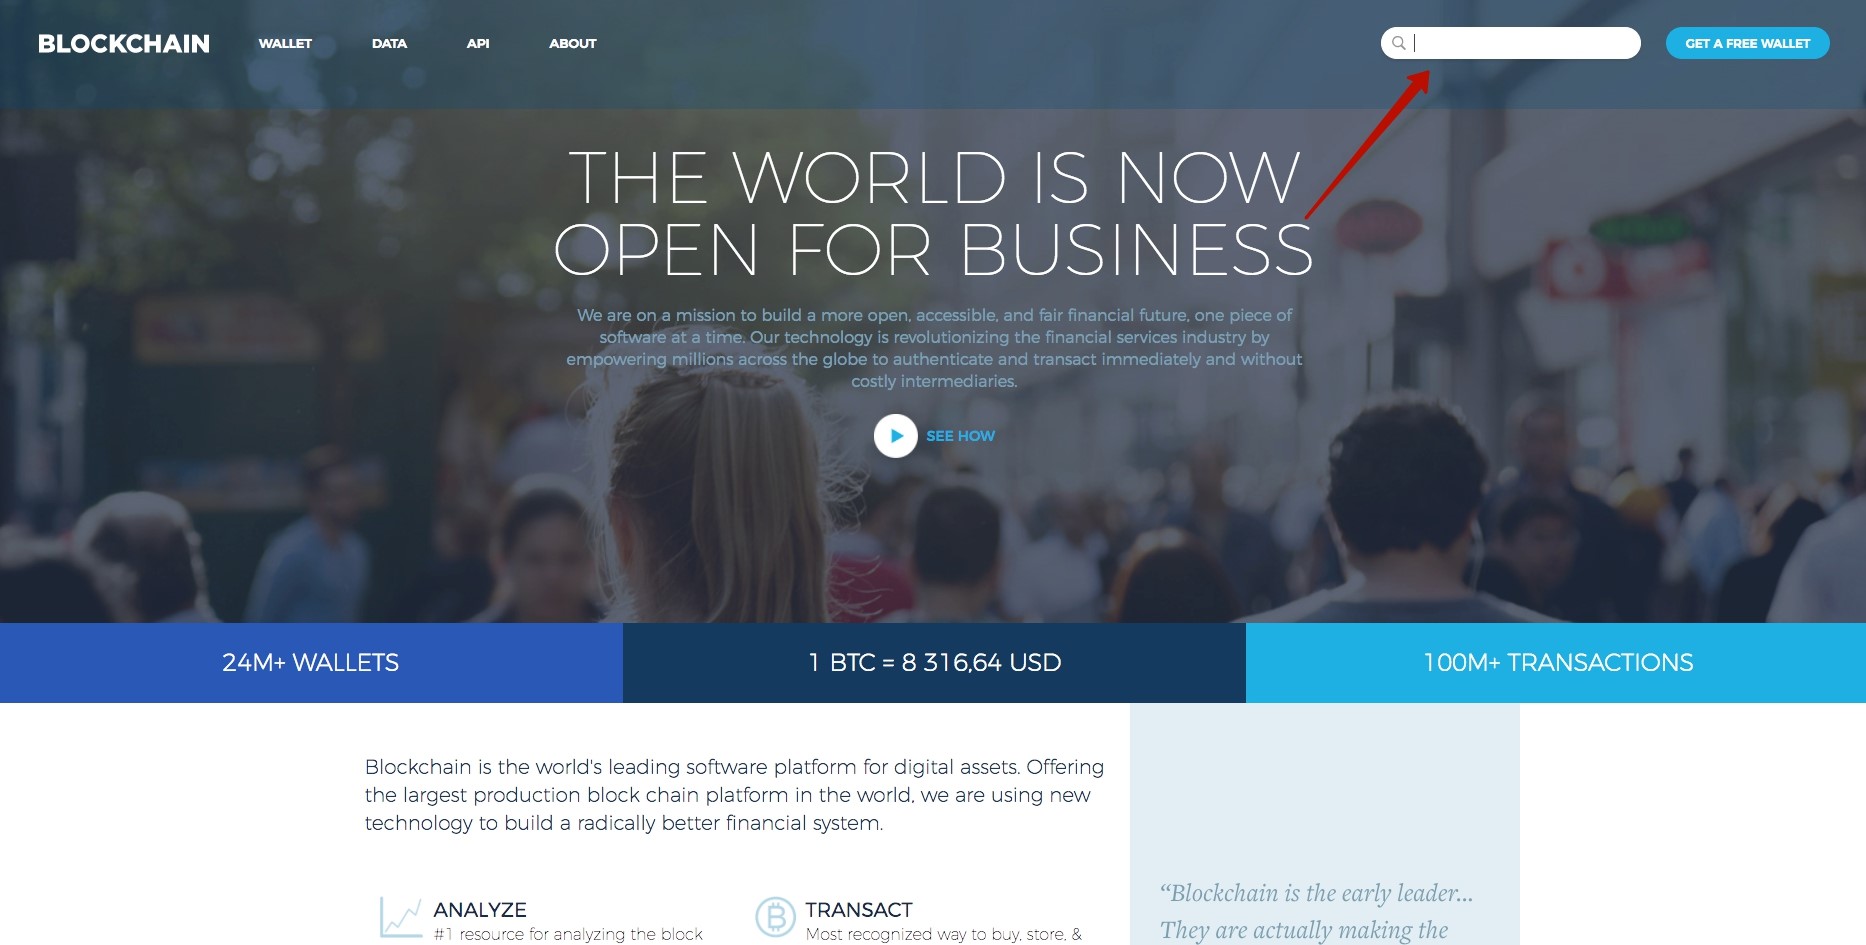 BLOCKCHAIN WALLET DATA API ABOUT GET A FREE WALLET
THE WORLD IS NOW
OPEN FOR BUSINESS
We are on a mission to build a more open, accessible, and fair financial future, one piece of
software at a time. Our technology is revolutionizing the financial services industry by
empowering millions across the globe to authenticate and transact immediately and without
costly intermediaries.
SEE HOW
24M+ WALLETS
1 BTC = 8 316,64 USD
100M+ TRANSACTIONS
Blockchain is the world's leading software platform for digital assets. Offering
the largest production block chain platform in the world, we are using new
technology to build a radically better financial system.
ANALYZE
#1 resource for analyzing the block
TRANSACT
Most recognized way to buy, store, &
“Blockchain is the early leader...
They are actually making the